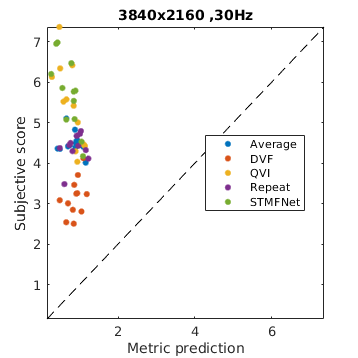 3840x2160 ,30Hz
Subjective score
7
6
5
4
3
2
1
Average
DVF
QVI
Repeat
STMFNet
2 4 6
Metric prediction